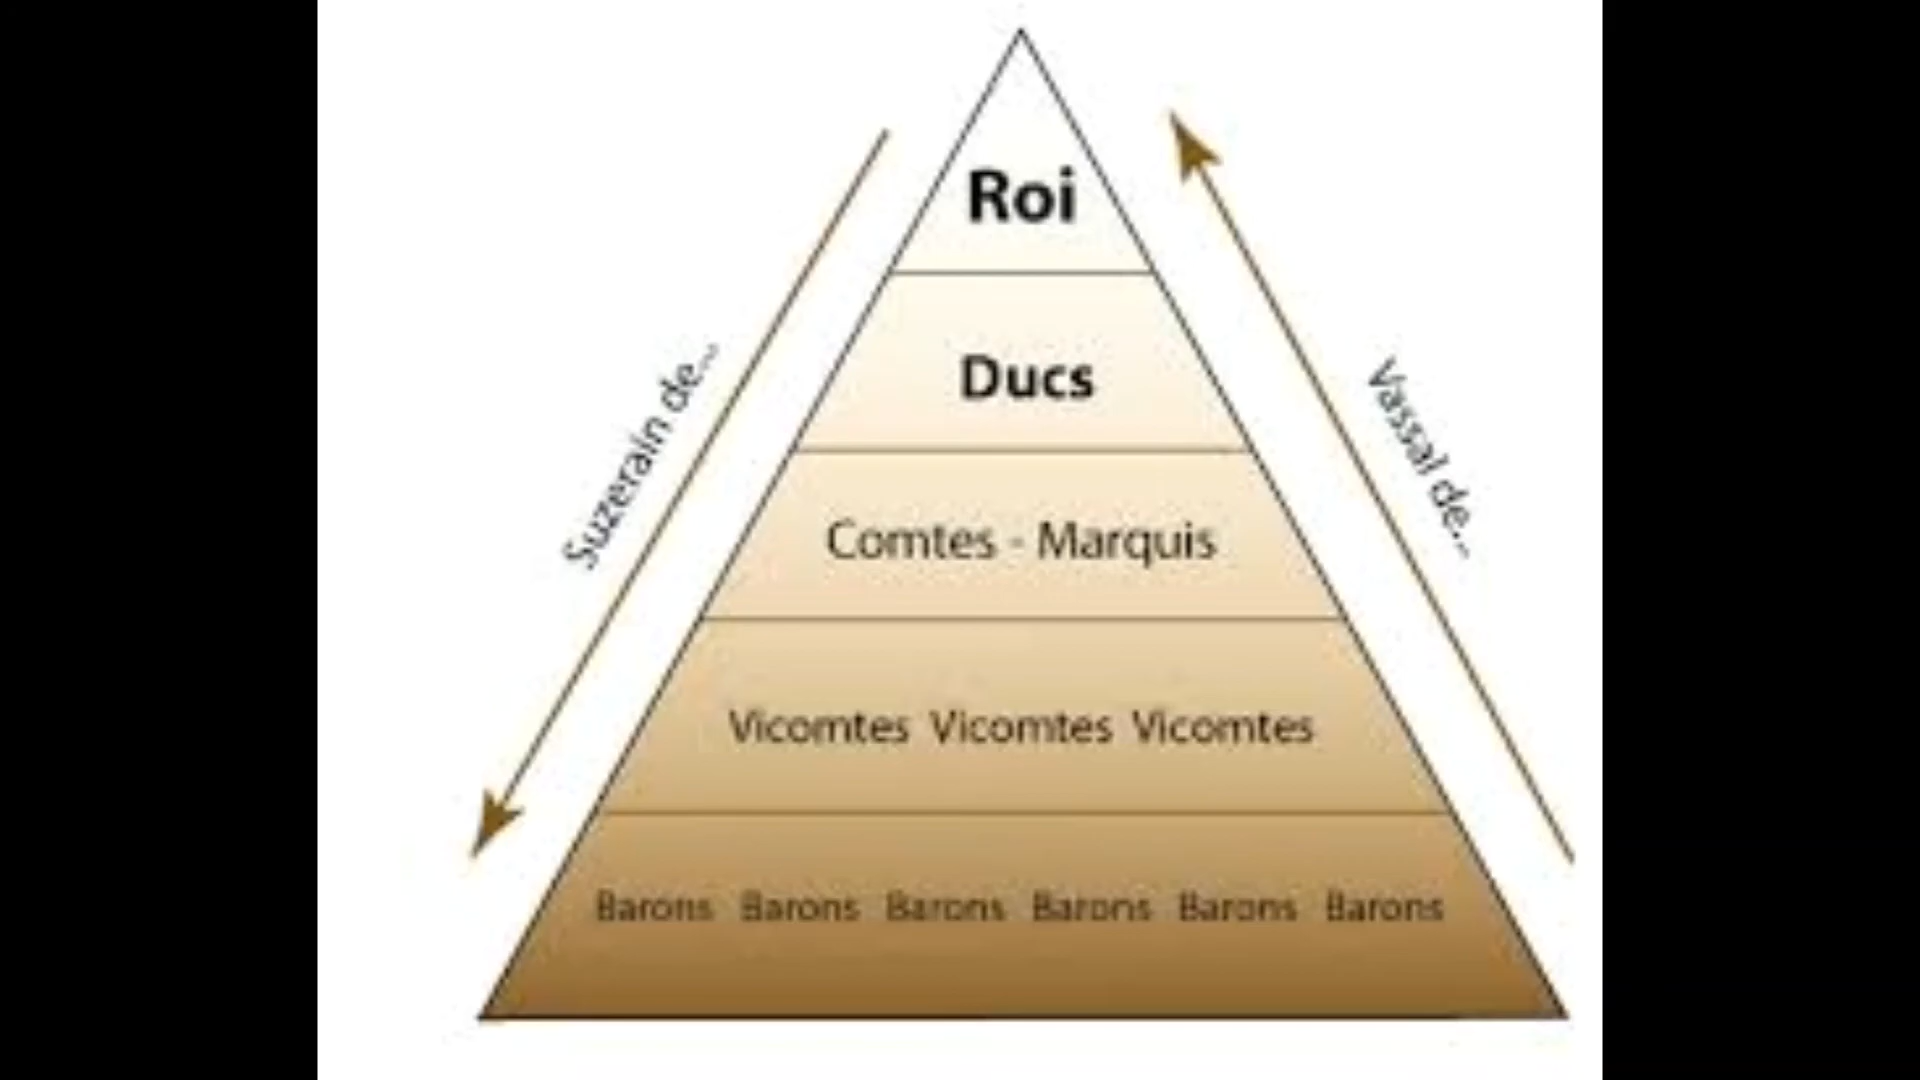 Roi
Ducs
Suzerain de...
Vassal de...
Comtes - Marquis
Vicomtes Vicomtes Vicomtes
Barons Barons Barons Barons Barons Barons